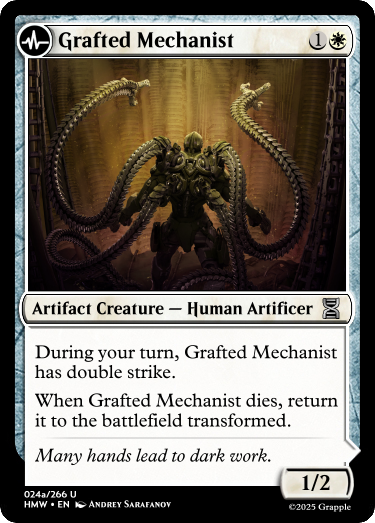 Grafted Mechanist 1
Artifact Creature — Human Artificer
During your turn, Grafted Mechanist
has double strike.
When Grafted Mechanist dies, return
it to the battlefield transformed.
Many hands lead to dark work.
1/2
024a/266 U
HMW • EN Andrey Sarafanov
©2025 Grapple